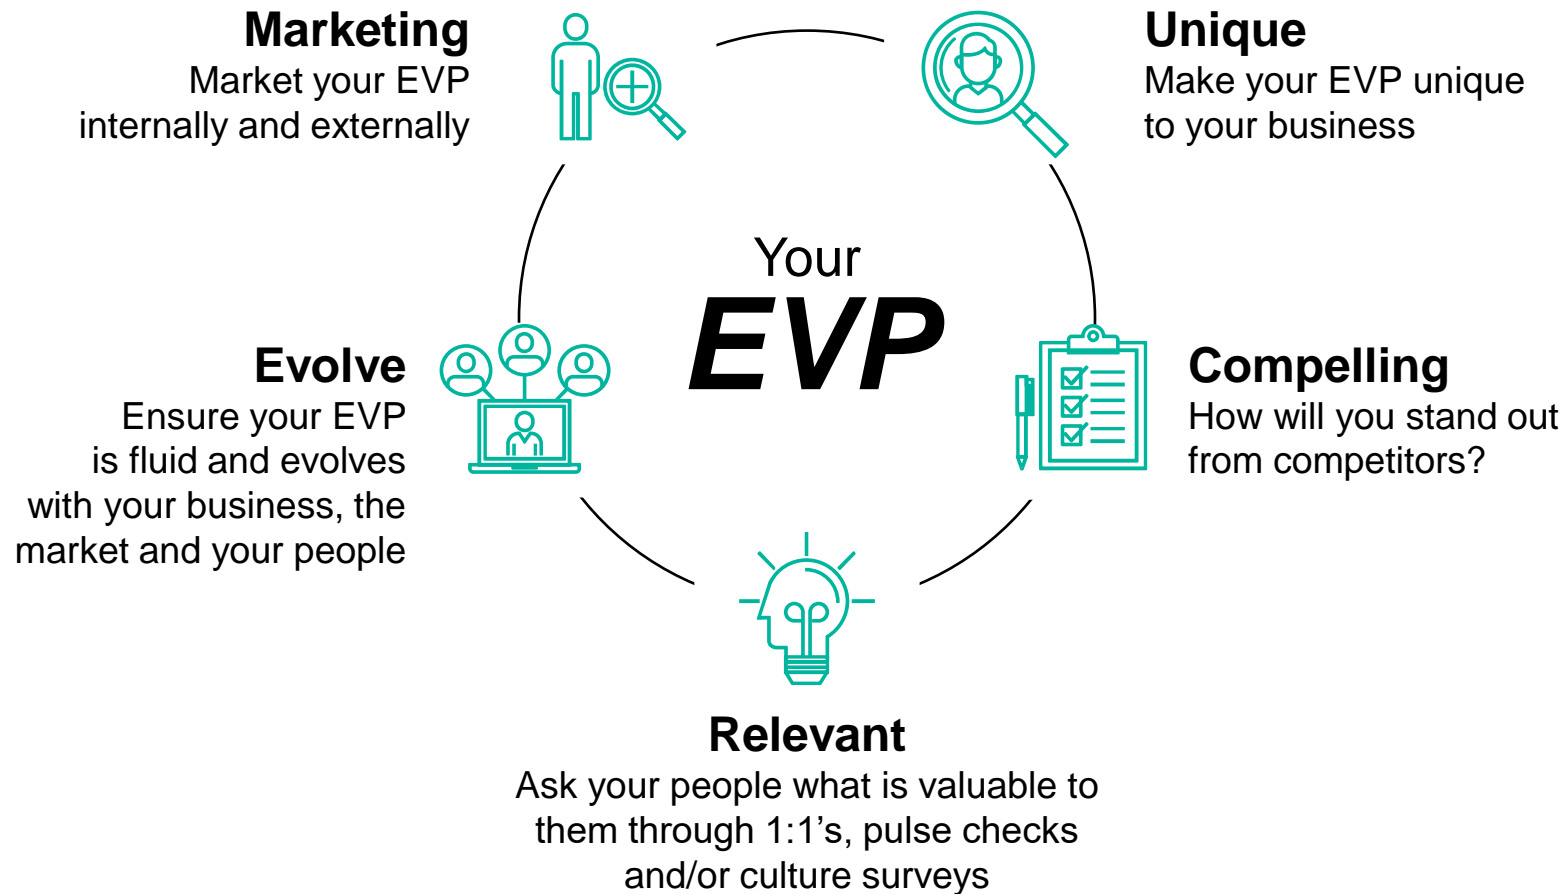 Marketing
Market your EVP
internally and externally
Unique
Make your EVP unique
to your business
Your
EVP
Evolve
Ensure your EVP
is fluid and evolves
with your business, the
market and your people
Compelling
How will you stand out
from competitors?
Relevant
Ask your people what is valuable to
them through 1:1's, pulse checks
and/or culture surveys